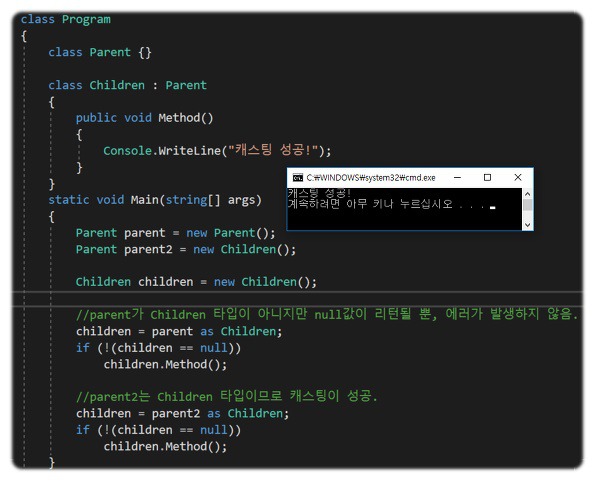 class Program
{
class Parent {}
class Children : Parent
{
public void Method()
{
Console.WriteLine("캐스팅 성공!");
}
}
static void Main(string[] args)
{
Parent parent = new Parent();
Parent parent2 = new Children();
Children children = new Children();
//parent가 Children 타입이 아니지만 null값이 리턴될 뿐, 에러가 발생하지 않음.
children = parent as Children;
if (!(children == null))
children.Method();
//parent2는 Children 타입이므로 캐스팅이 성공.
children = parent2 as Children;
if (!(children == null))
children.Method();
}
C:₩WINDOWS₩system32₩cmd.exe
캐스팅 성공!
계속하려면 아무 키나 누르십시오 . . .